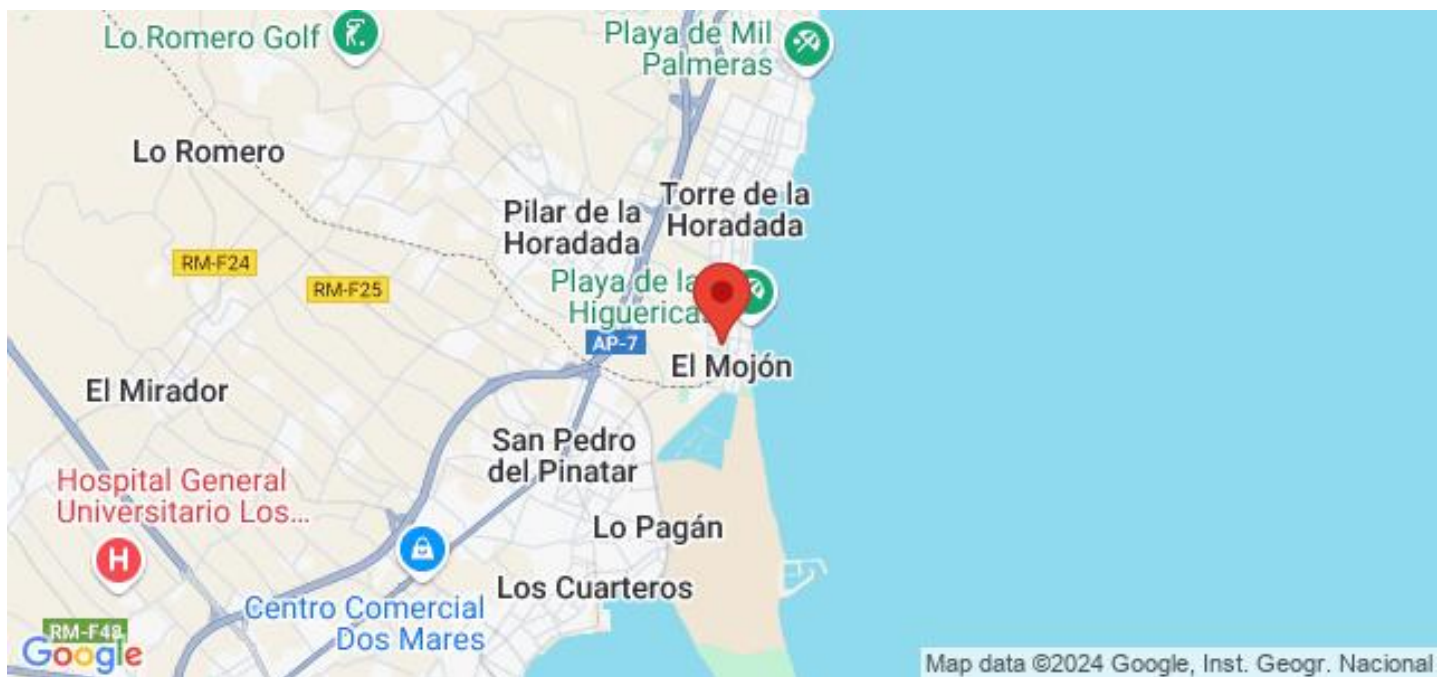 Lo Romero Golf
Playa de Mil
Palmeras
Lo Romero
Pilar de la
Horadada
Torre de la
Horadada
RM-F24
RM-F25
Playa de la
Higuerica
AP-7
El Mojón
El Mirador
San Pedro
del Pinatar
Hospital General
Universitario Los...
H
Lo Pagán
Los Cuarteros
Centro Comercial
Dos Mares
RM-F48
Google
Map data ©2024 Google, Inst. Geogr. Nacional